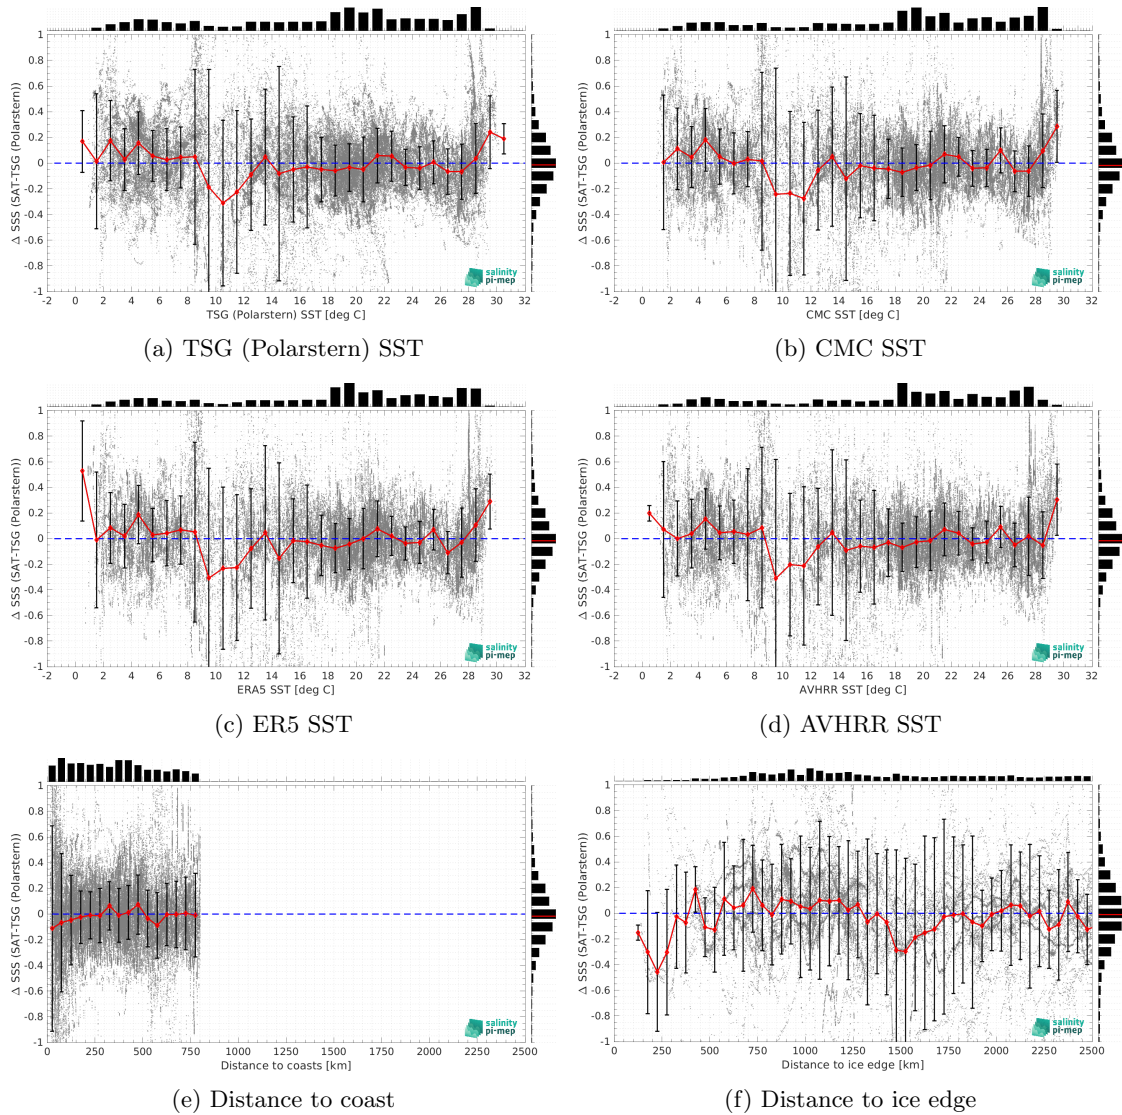 1
0.8
0.6
0.4
0.2
0
-0.2
-0.4
-0.6
-0.8
-1
Δ SSS (SAT-TSG (Polarstern))
-2 0 2 4 6 8 10 12 14 16 18 20 22 24 26 28 30 32
TSG (Polarstern) SST [deg C]
salinity
pi-mep
(a) TSG (Polarstern) SST
1
0.8
0.6
0.4
0.2
0
-0.2
-0.4
-0.6
-0.8
-1
Δ SSS (SAT-TSG (Polarstern))
-2 0 2 4 6 8 10 12 14 16 18 20 22 24 26 28 30 32
CMC SST [deg C]
salinity
pi-mep
(b) CMC SST
1
0.8
0.6
0.4
0.2
0
-0.2
-0.4
-0.6
-0.8
-1
Δ SSS (SAT-TSG (Polarstern))
-2 0 2 4 6 8 10 12 14 16 18 20 22 24 26 28 30 32
ERA5 SST [deg C]
salinity
pi-mep
(c) ER5 SST
1
0.8
0.6
0.4
0.2
0
-0.2
-0.4
-0.6
-0.8
-1
Δ SSS (SAT-TSG (Polarstern))
-2 0 2 4 6 8 10 12 14 16 18 20 22 24 26 28 30 32
AVHRR SST [deg C]
salinity
pi-mep
(d) AVHRR SST
1
0.8
0.6
0.4
0.2
0
-0.2
-0.4
-0.6
-0.8
-1
Δ SSS (SAT-TSG (Polarstern))
0 250 500 750 1000 1250 1500 1750 2000 2250 2500
Distance to coasts [km]
salinity
pi-mep
(e) Distance to coast
1
0.8
0.6
0.4
0.2
0
-0.2
-0.4
-0.6
-0.8
-1
Δ SSS (SAT-TSG (Polarstern))
0 250 500 750 1000 1250 1500 1750 2000 2250 2500
Distance to ice edge [km]
salinity
pi-mep
(f) Distance to ice edge